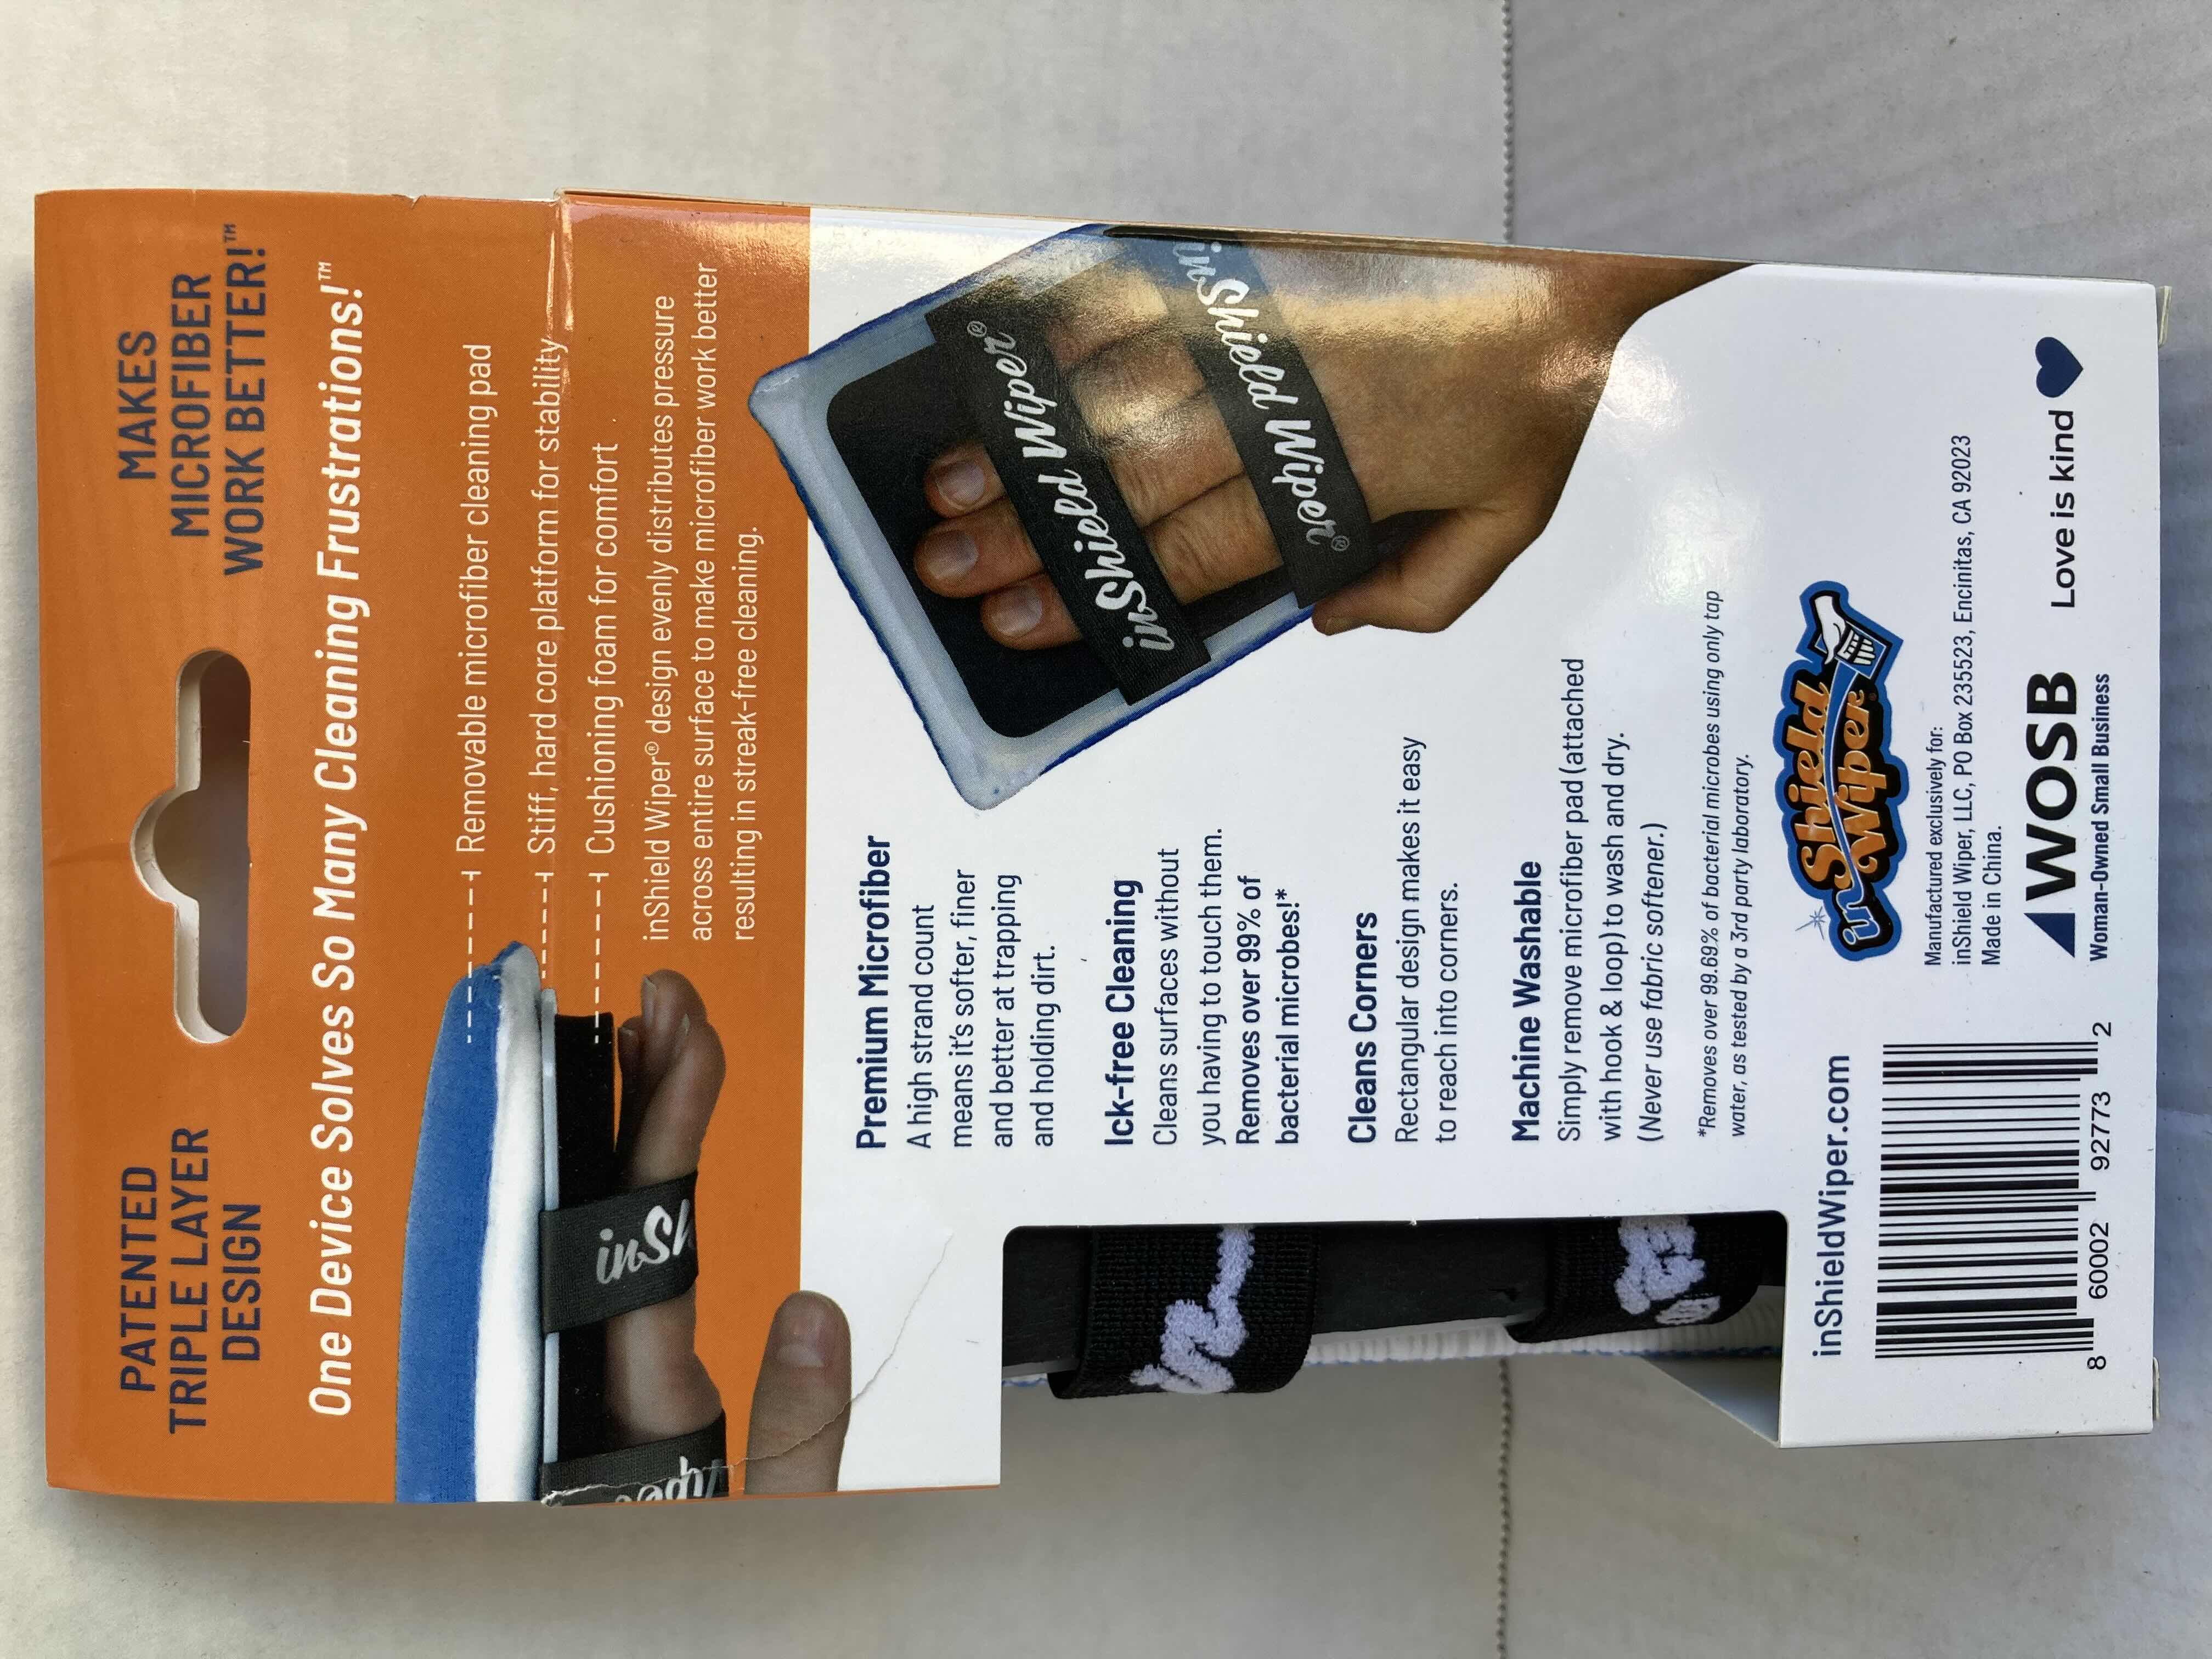 PATENTED
TRIPLE LAYER
DESIGN
MAKES
MICROFIBER
WORK BETTER!™
One Device Solves So Many Cleaning Frustrations!™
Removable microfiber cleaning pad
Stiff, hard core platform for stability
Cushioning foam for comfort
inShield Wiper® design evenly distributes pressure
across entire surface to make microfiber work better
resulting in streak-free cleaning.
inSh
iper
Premium Microfiber
A high strand count
means it's softer, finer
and better at trapping
and holding dirt.
Ick-free Cleaning
Cleans surfaces without
you having to touch them.
Removes over 99% of
bacterial microbes!*
Cleans Corners
Rectangular design makes it easy
to reach into corners.
Machine Washable
Simply remove microfiber pad (attached
with hook & loop) to wash and dry.
(Never use fabric softener.)
*Removes over 99.69% of bacterial microbes using only tap
water, as tested by a 3rd party laboratory.
inShield Wiper®
inShield Wiper®
in
inShieldWiper.com
8 60002 92773 2
inShield
Wiper®
Manufactured exclusively for:
inShield Wiper, LLC, PO Box 235523, Encinitas, CA 92023
Made in China.
WOSB
Woman-Owned Small Business
Love is kind